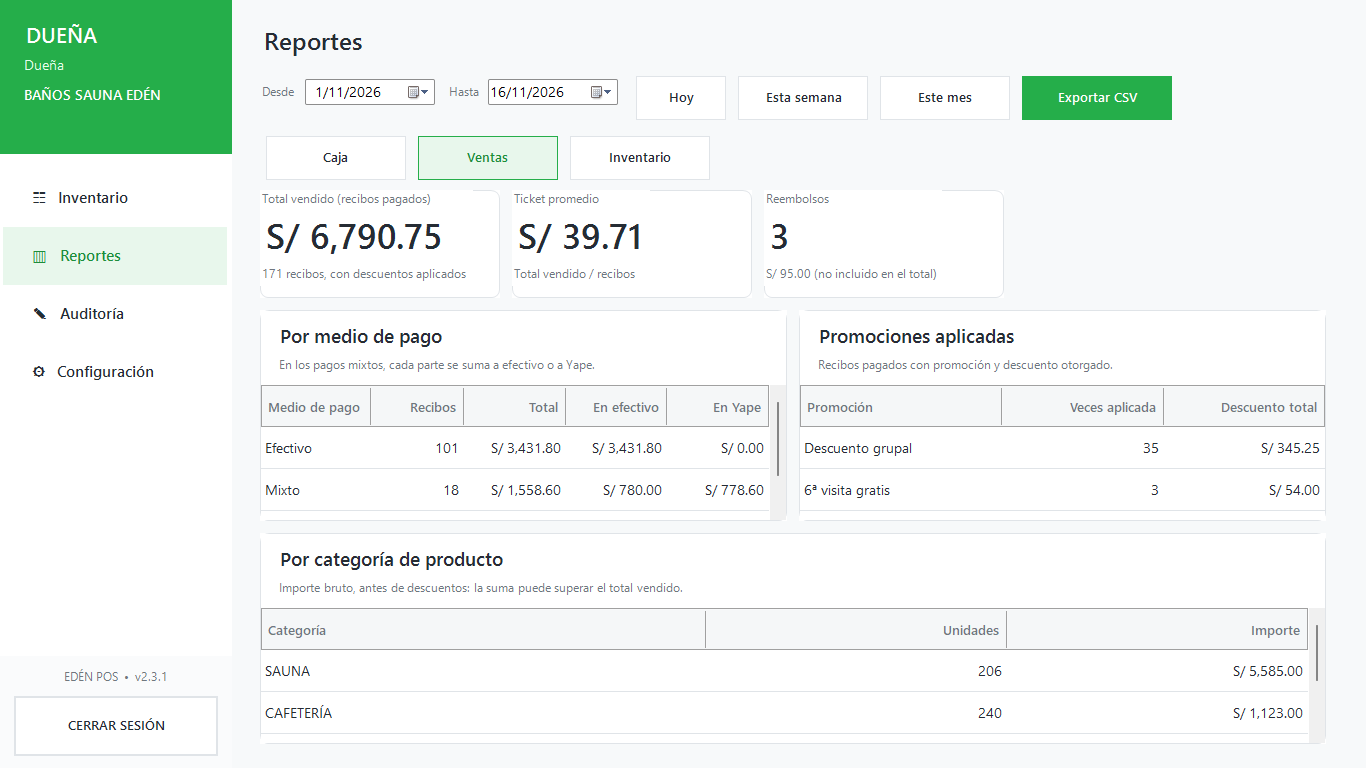 DUEÑA
Dueña
BAÑOS SAUNA EDÉN
Inventario
Reportes
Auditoría
Configuración
EDÉN POS • v2.3.1
CERRAR SESIÓN
Reportes
Desde 1/11/2026 Hasta 16/11/2026 Hoy Esta semana Este mes Exportar CSV
Caja Ventas Inventario
Total vendido (recibos pagados)
S/ 6,790.75
171 recibos, con descuentos aplicados
Ticket promedio
S/ 39.71
Total vendido / recibos
Reembolsos
3
S/ 95.00 (no incluido en el total)
Por medio de pago
En los pagos mixtos, cada parte se suma a efectivo o a Yape.
Medio de pago Recibos Total En efectivo En Yape
Efectivo 101 S/ 3,431.80 S/ 3,431.80 S/ 0.00
Mixto 18 S/ 1,558.60 S/ 780.00 S/ 778.60
Promociones aplicadas
Recibos pagados con promoción y descuento otorgado.
Promoción Veces aplicada Descuento total
Descuento grupal 35 S/ 345.25
6ª visita gratis 3 S/ 54.00
Por categoría de producto
Importe bruto, antes de descuentos: la suma puede superar el total vendido.
Categoría Unidades Importe
SAUNA 206 S/ 5,585.00
CAFETERÍA 240 S/ 1,123.00